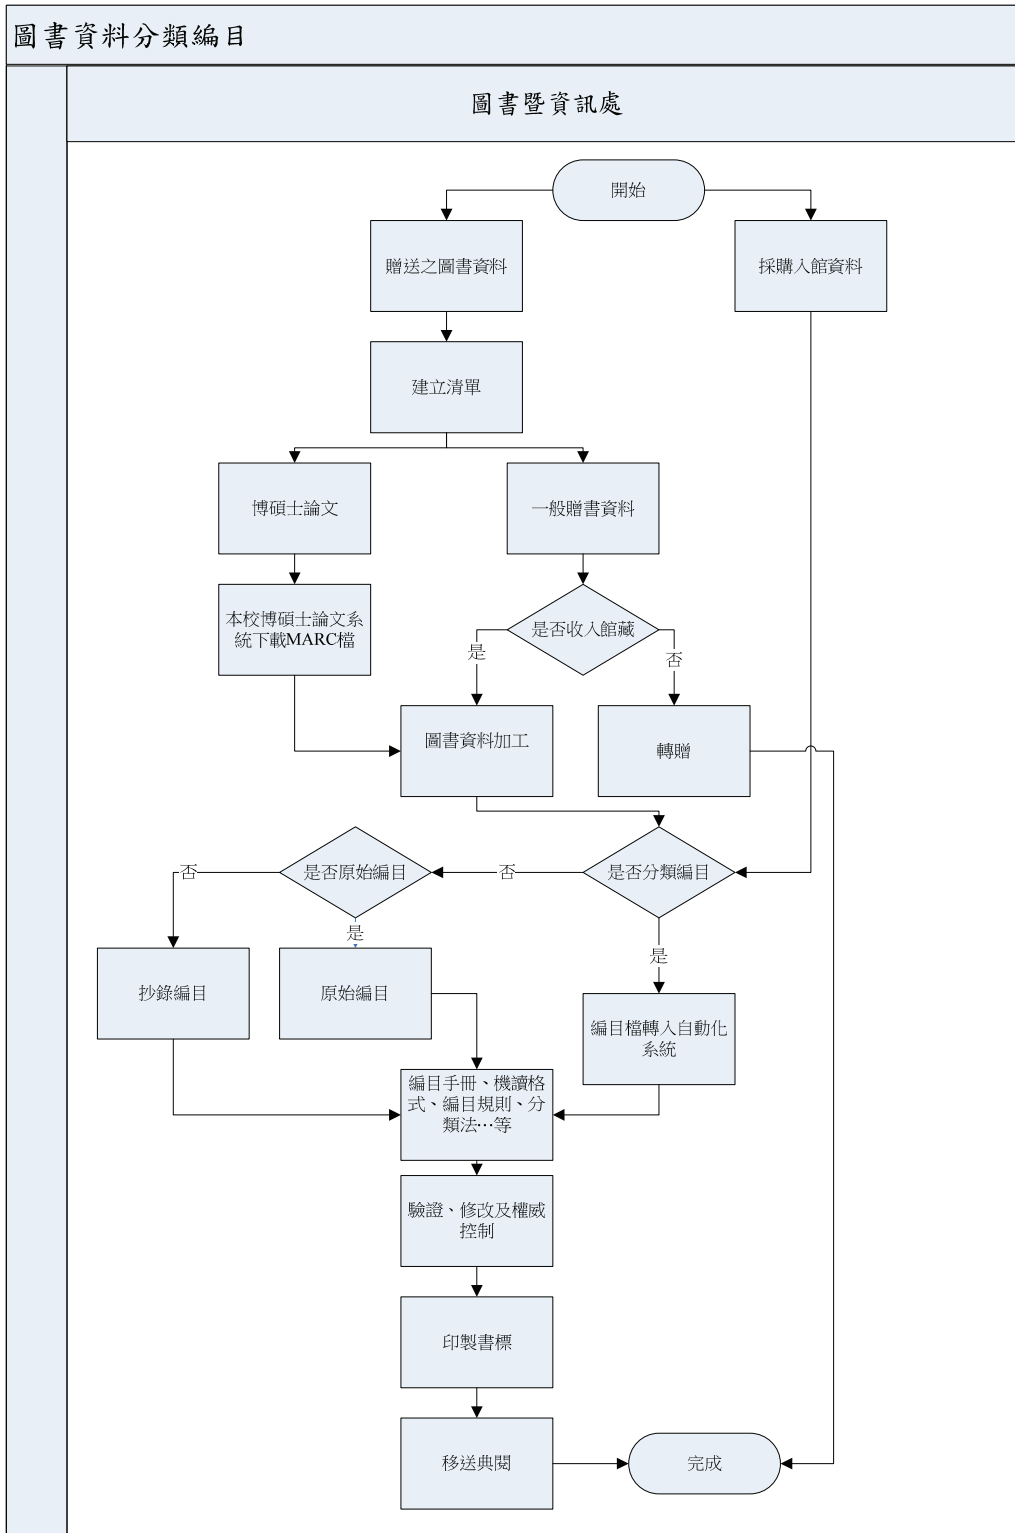 圖書資料分類編目
圖書暨資訊處
開始
贈送之圖書資料
採購入館資料
建立清單
博碩士論文
一般贈書資料
本校博碩士論文系
統下載MARC檔
是否收入館藏
是
否
圖書資料加工
轉贈
是否分類編目
否
是否原始編目
否
是
是
抄錄編目
原始編目
編目檔轉入自動化
系統
編目手冊、機讀格
式、編目規則、分
類法…等
驗證、修改及權威
控制
印製書標
移送典閱
完成